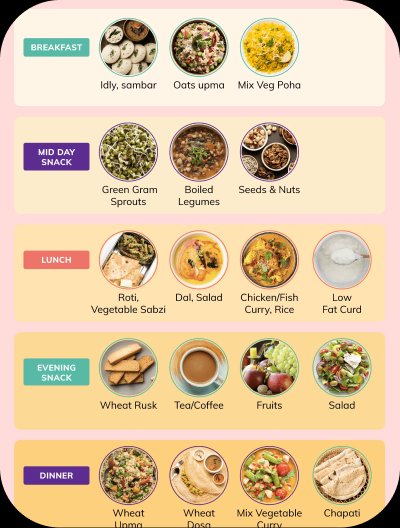 BREAKFAST
Idly, sambar
Oats upma
Mix Veg Poha
MID DAY
SNACK
Green Gram
Sprouts
Boiled
Legumes
Seeds & Nuts
LUNCH
Roti,
Vegetable Sabzi
Dal, Salad
Chicken/Fish
Curry, Rice
Low
Fat Curd
EVENING
SNACK
Wheat Rusk
Tea/Coffee
Fruits
Salad
DINNER
Wheat
Upma
Wheat
Dosa
Mix Vegetable
Curry
Chapati